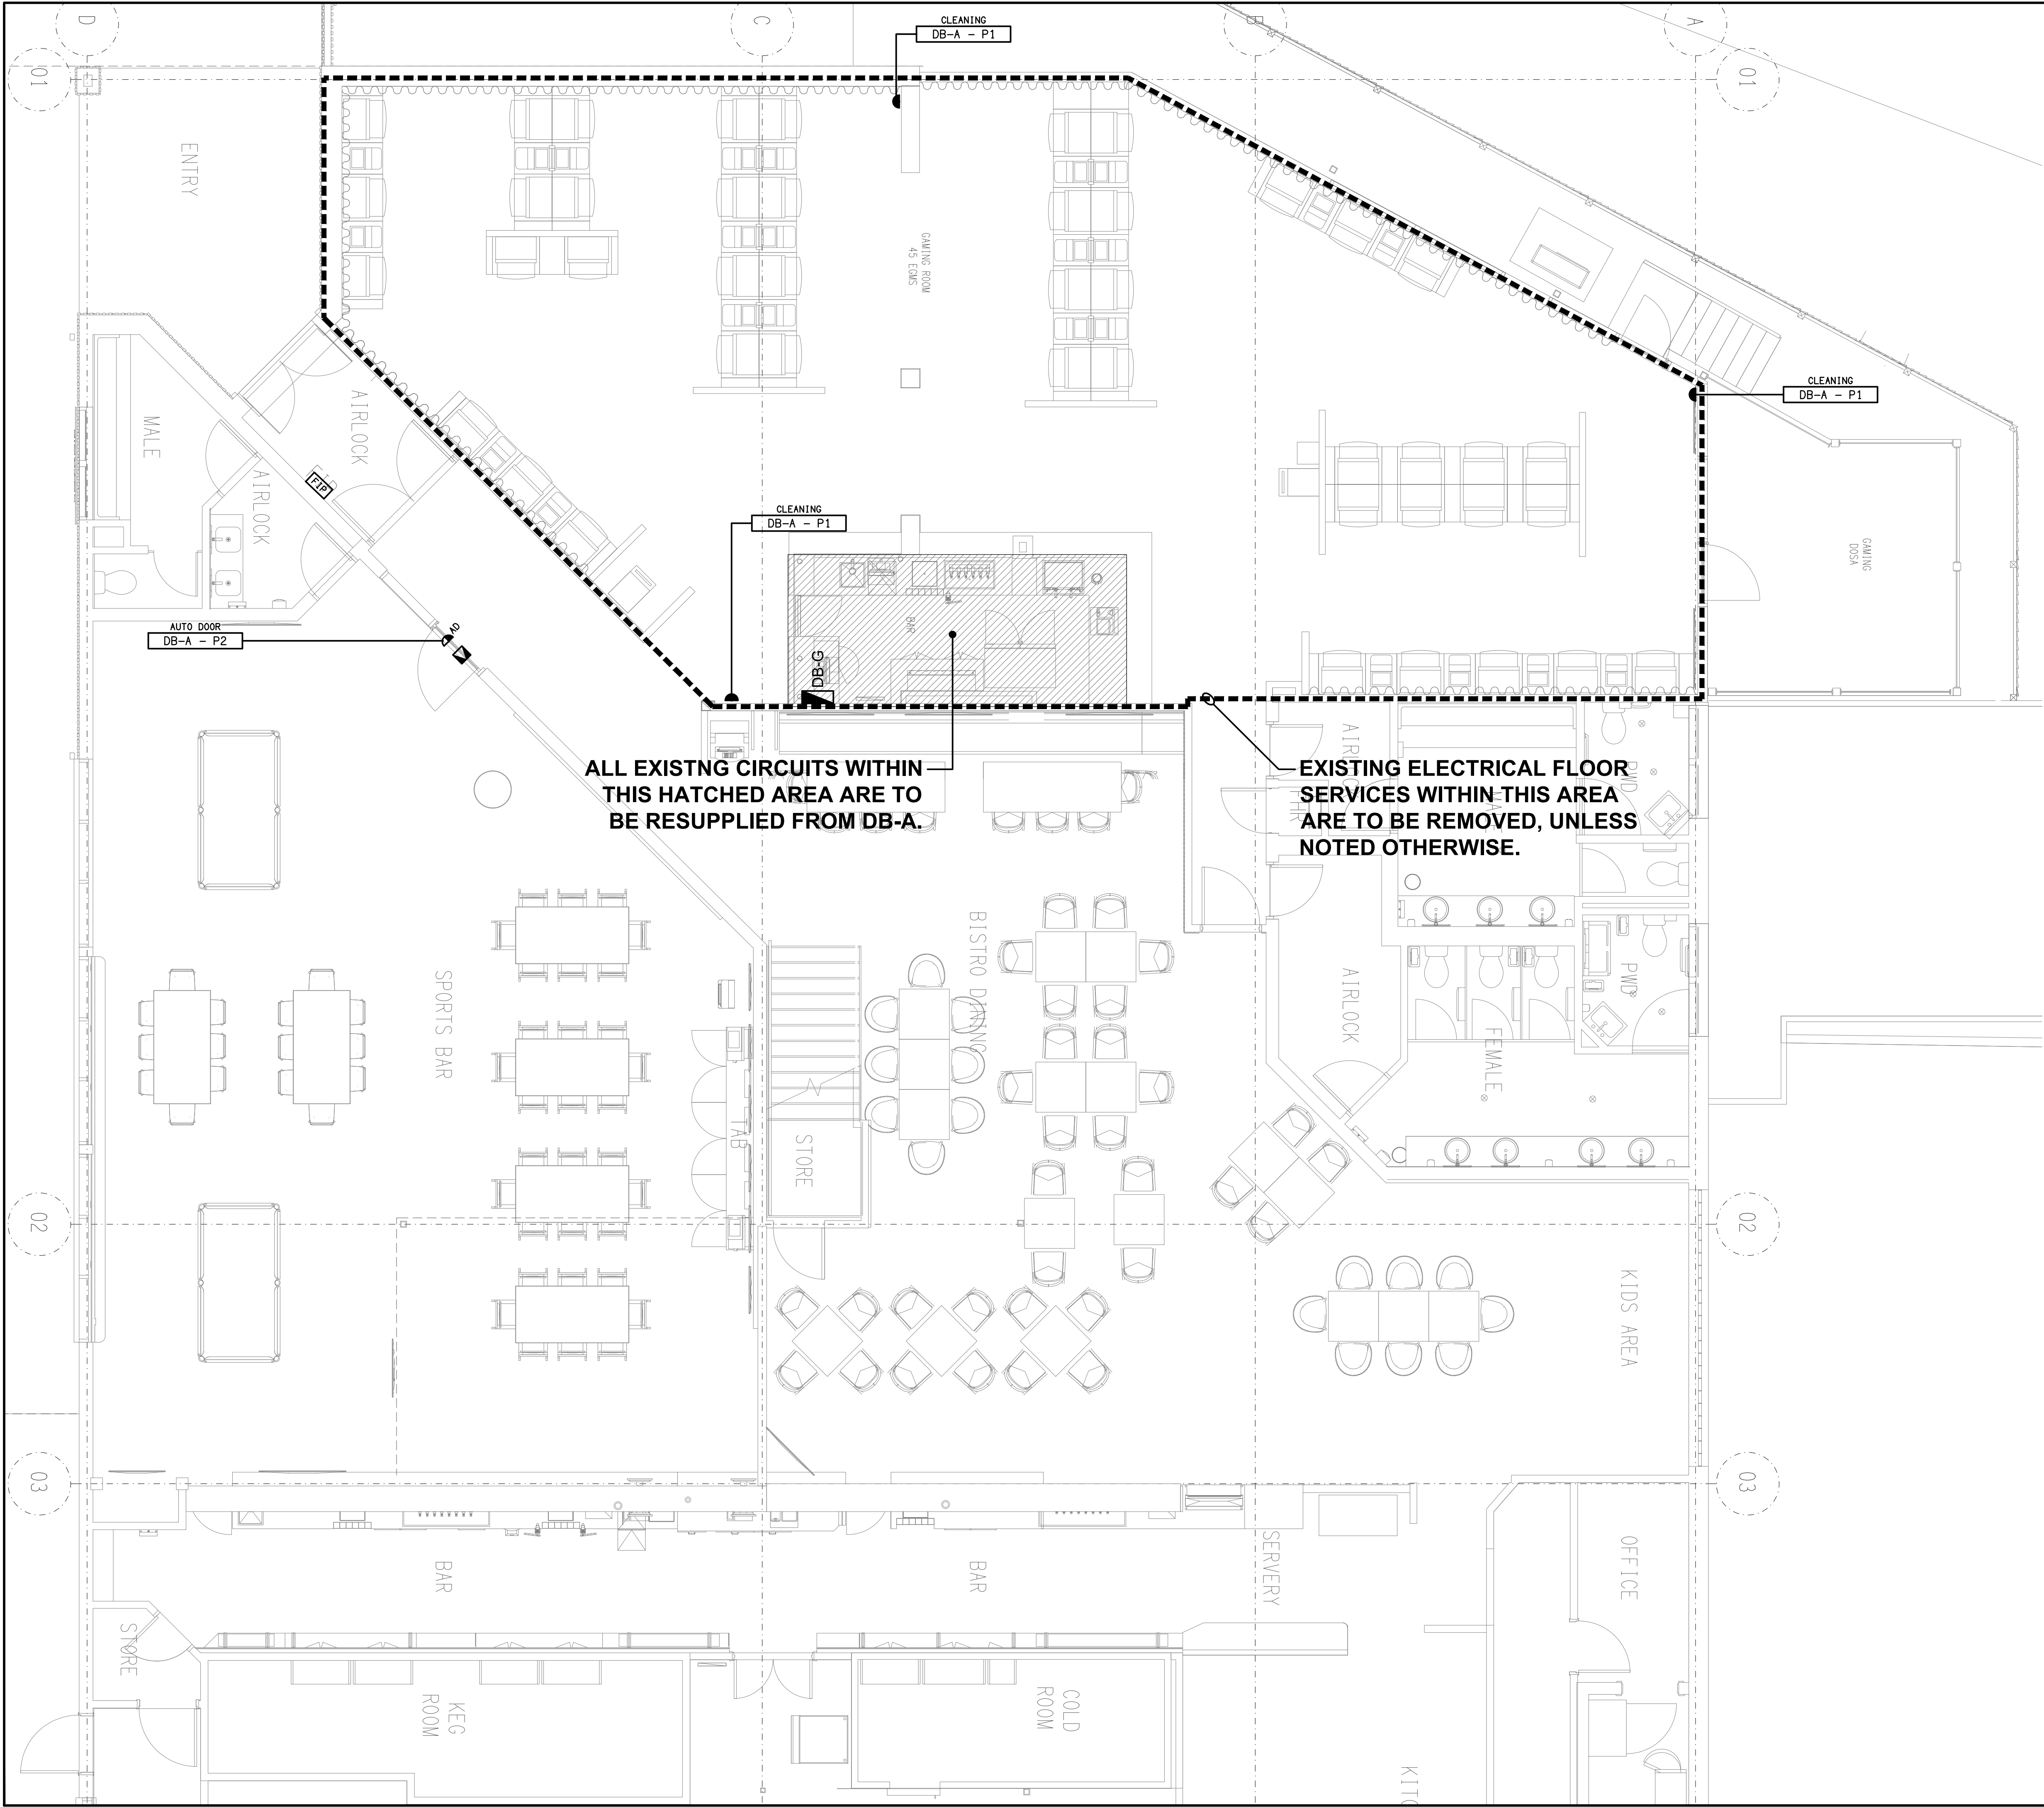 D
C
A
01
01
CLEANING
DB-A - P1
ENTRY
GAMING ROOM
45 EGMS
CLEANING
DB-A - P1
AIRLOCK
MALE
AIRLOCK
FIP
CLEANING
DB-A - P1
GAMING
DOSA
AUTO DOOR
DB-A - P2
AD
BAR
DB-G
ALL EXISTNG CIRCUITS WITHIN
THIS HATCHED AREA ARE TO
BE RESUPPLIED FROM DB-A.
EXISTING ELECTRICAL FLOOR
SERVICES WITHIN THIS AREA
ARE TO BE REMOVED, UNLESS
NOTED OTHERWISE.
PWD
SPORTS BAR
BISTRO DINING
AIRLOCK
PWD
FEMALE
TAB
STORE
02
02
KIDS AREA
03
03
BAR
BAR
SERVERY
OFFICE
STORE
KEG
ROOM
COLD
ROOM